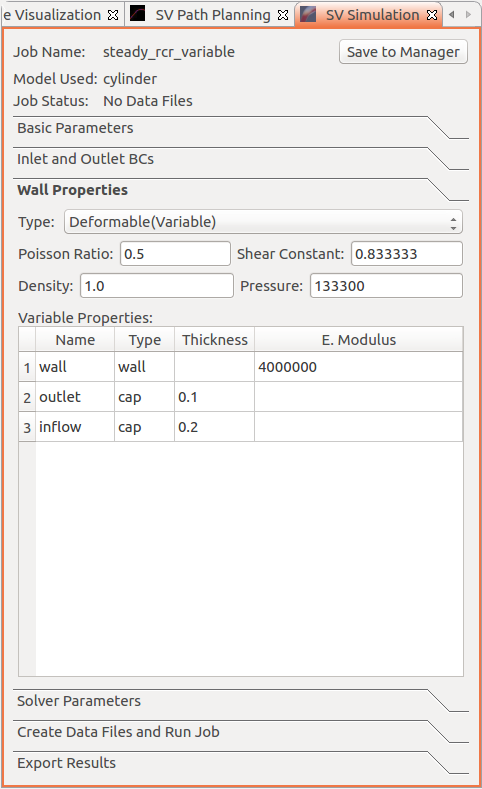 e Visualization SV Path Planning SV Simulation
Job Name: steady_rcr_variable Save to Manager
Model Used: cylinder
Job Status: No Data Files
Basic Parameters
Inlet and Outlet BCs
Wall Properties
Type: Deformable(Variable)
Poisson Ratio: 0.5 Shear Constant: 0.833333
Density: 1.0 Pressure: 133300
Variable Properties:
Name Type Thickness E. Modulus
1 wall wall 4000000
2 outlet cap 0.1
3 inflow cap 0.2
Solver Parameters
Create Data Files and Run Job
Export Results